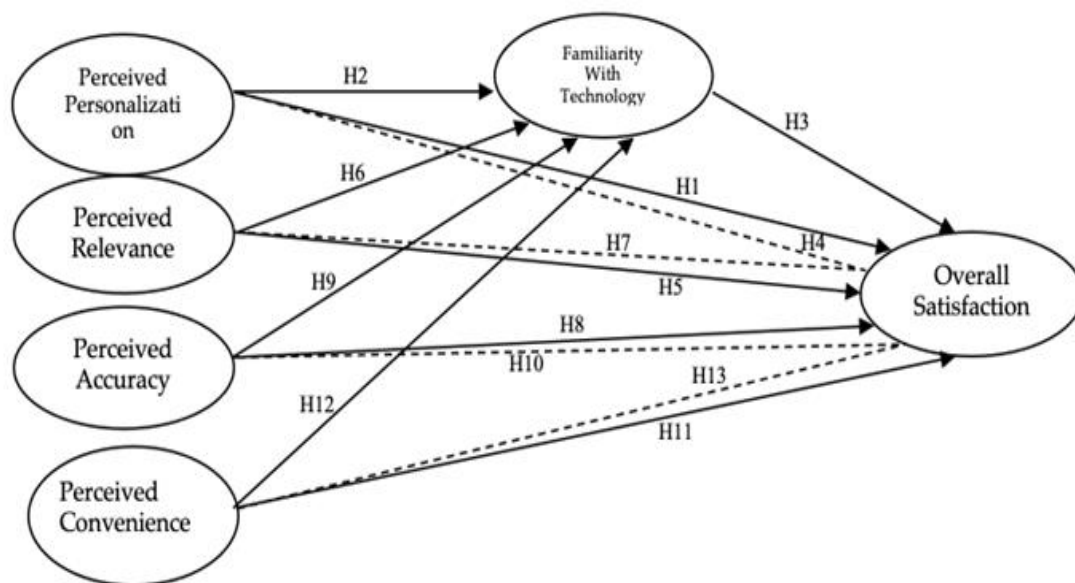 Perceived
Personalizati
on
Familiarity
With
Technology
H2
H3
H6
H1
Perceived
Relevance
H7
H4
H9
H5
Overall
Satisfaction
H8
Perceived
Accuracy
H10
H13
H12
H11
Perceived
Convenience